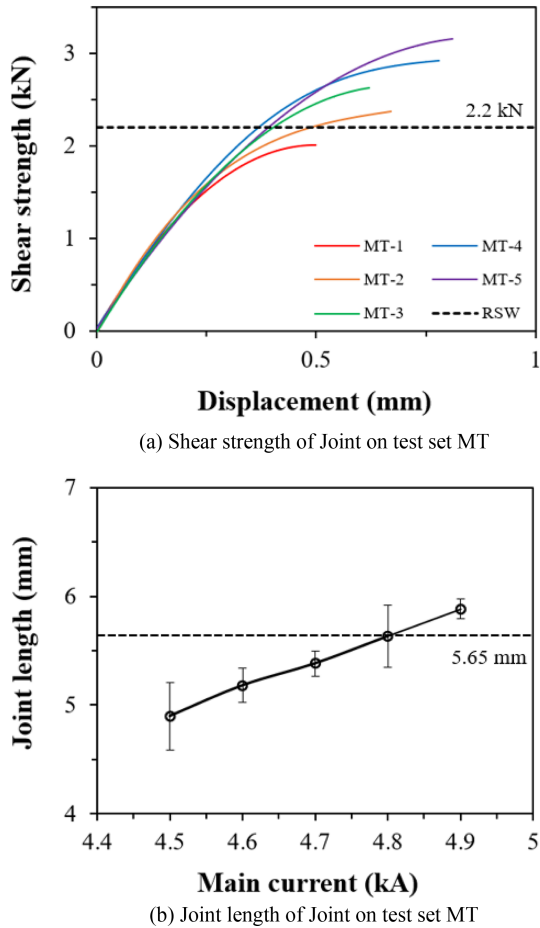 3
2.2 kN
2
Shear strength (kN)
MT-1 MT-4
1
MT-2 MT-5
MT-3 RSW
0
0 0.5 1
Displacement (mm)
(a) Shear strength of Joint on test set MT
7
6
Joint length (mm)
5.65 mm
5
4
4.4 4.5 4.6 4.7 4.8 4.9 5
Main current (kA)
(b) Joint length of Joint on test set MT